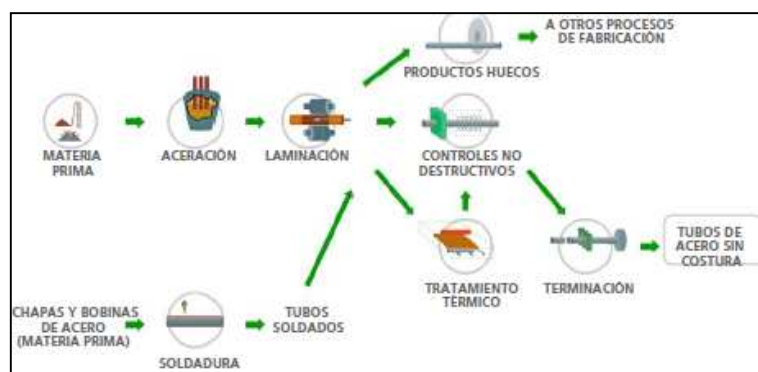 A OTROS PROCESOS
DE FABRICACIÓN
PRODUCTOS HUECOS
MATERIA
PRIMA
ACERACIÓN
LAMINACIÓN
CONTROLES NO
DESTRUCTIVOS
TUBOS DE
ACERO SIN
COSTURA
TRATAMIENTO
TÉRMICO
TERMINACIÓN
CHAPAS Y BOBINAS
DE ACERO
(MATERIA PRIMA)
SOLDADURA
TUBOS
SOLDADOS